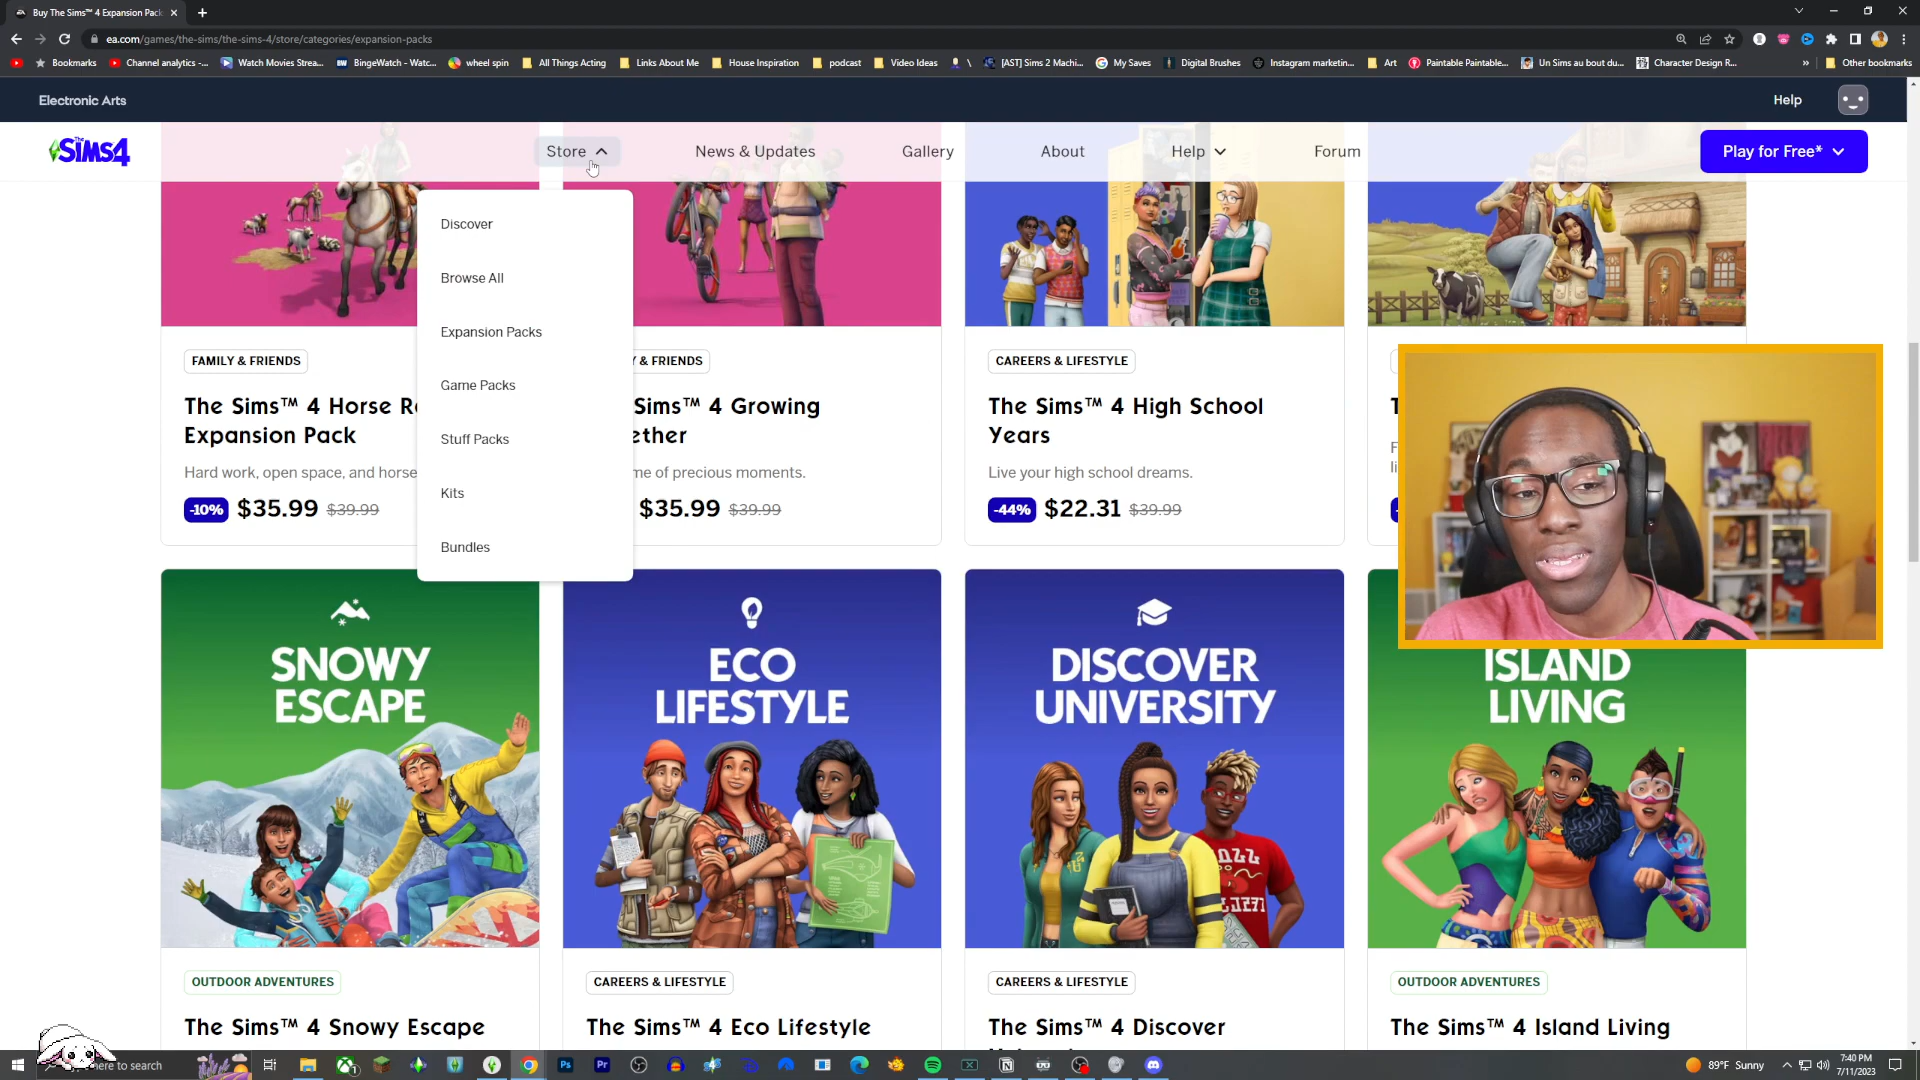 Buy The Sims™ 4 Expansion Pack
ea.com/games/the-sims/the-sims-4/store/categories/expansion-packs
Bookmarks
Channel analytics -...
Watch Movies Strea...
BingeWatch - Watc...
wheel spin
All Things Acting
Links About Me
House Inspiration
podcast
Video Ideas
\
[AST] Sims 2 Machi...
My Saves
Digital Brushes
Instagram marketin...
Art
Paintable Paintable...
Un Sims au bout du...
Character Design R...
»
Other bookmarks
Electronic Arts
Help
The SIMS4
Store
News & Updates
Gallery
About
Help
Forum
Play for Free*
Discover
Browse All
Expansion Packs
Game Packs
Stuff Packs
Kits
Bundles
FAMILY & FRIENDS
Y & FRIENDS
CAREERS & LIFESTYLE
The Sims™ 4 Horse R
Expansion Pack
Sims™ 4 Growing
ether
The Sims™ 4 High School
Years
Hard work, open space, and horse
me of precious moments.
Live your high school dreams.
-10% $35.99 $39.99
$35.99 $39.99
-44% $22.31 $39.99
SNOWY
ESCAPE
ECO
LIFESTYLE
DISCOVER
UNIVERSITY
ISLAND
LIVING
OUTDOOR ADVENTURES
CAREERS & LIFESTYLE
CAREERS & LIFESTYLE
OUTDOOR ADVENTURES
The Sims™ 4 Snowy Escape
The Sims™ 4 Eco Lifestyle
The Sims™ 4 Discover
The Sims™ 4 Island Living
here to search
89°F Sunny
7:40 PM
7/11/2023